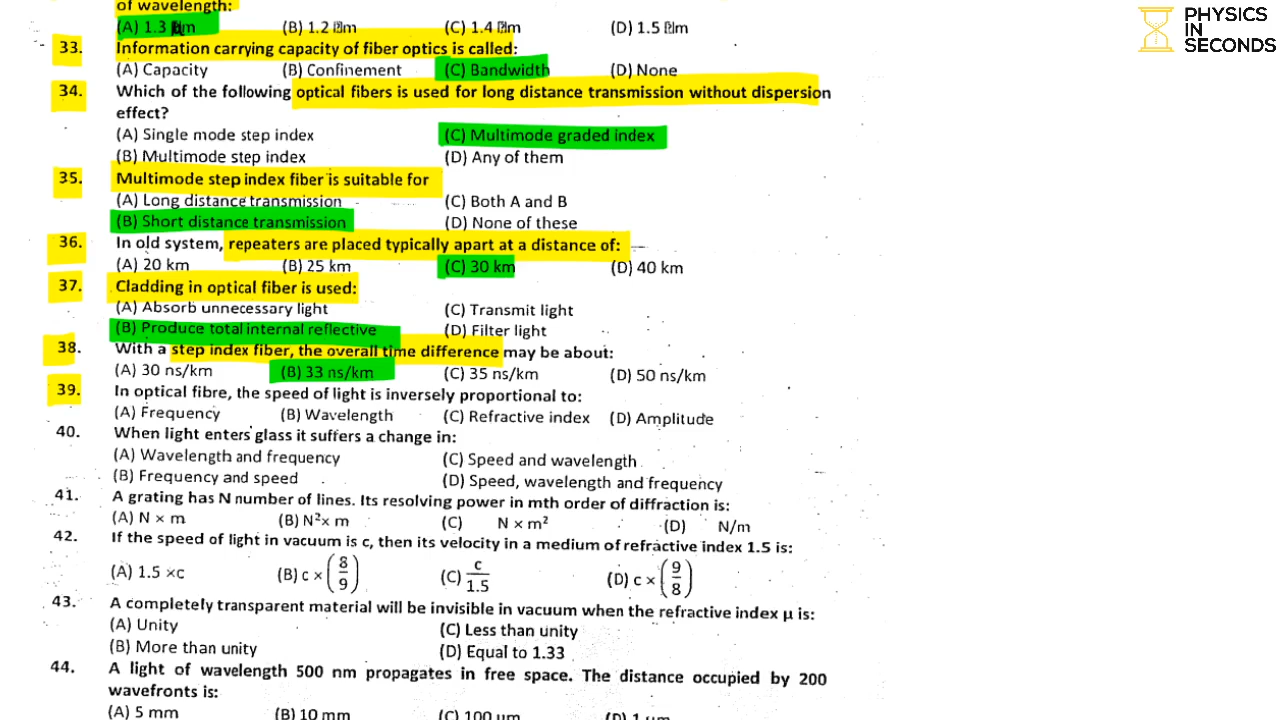 of wavelength:
(A) 1.3 m (B) 1.2 m (C) 1.4 m (D) 1.5 m
33. Information carrying capacity of fiber optics is called:
(A) Capacity (B) Confinement (C) Bandwidth (D) None
34. Which of the following optical fibers is used for long distance transmission without dispersion
effect?
(A) Single mode step index (C) Multimode graded index
(B) Multimode step index (D) Any of them
35. Multimode step index fiber is suitable for
(A) Long distance transmission (C) Both A and B
(B) Short distance transmission (D) None of these
36. In old system, repeaters are placed typically apart at a distance of:
(A) 20 km (B) 25 km (C) 30 km (D) 40 km
37. Cladding in optical fiber is used:
(A) Absorb unnecessary light (C) Transmit light
(B) Produce total internal reflective (D) Filter light
38. With a step index fiber, the overall time difference may be about:
(A) 30 ns/km (B) 33 ns/km (C) 35 ns/km (D) 50 ns/km
39. In optical fibre, the speed of light is inversely proportional to:
(A) Frequency (B) Wavelength (C) Refractive index (D) Amplitude
40. When light enters glass it suffers a change in:
(A) Wavelength and frequency (C) Speed and wavelength
(B) Frequency and speed (D) Speed, wavelength and frequency
41. A grating has N number of lines. Its resolving power in mth order of diffraction is:
(A) N × m (B) N²x m (C) N × m² (D) N/m
42. If the speed of light in vacuum is c, then its velocity in a medium of refractive index 1.5 is:
(A) 1.5 ×c (B) c × (8/9) (C) c/1.5 (D) c × (9/8)
43. A completely transparent material will be invisible in vacuum when the refractive index μ is:
(A) Unity (C) Less than unity
(B) More than unity (D) Equal to 1.33
44. A light of wavelength 500 nm propagates in free space. The distance occupied by 200
wavefronts is:
(A) 5 mm (B) 10 mm (C) 100 μm (D) 1 μm
PHYSICS
IN
SECONDS